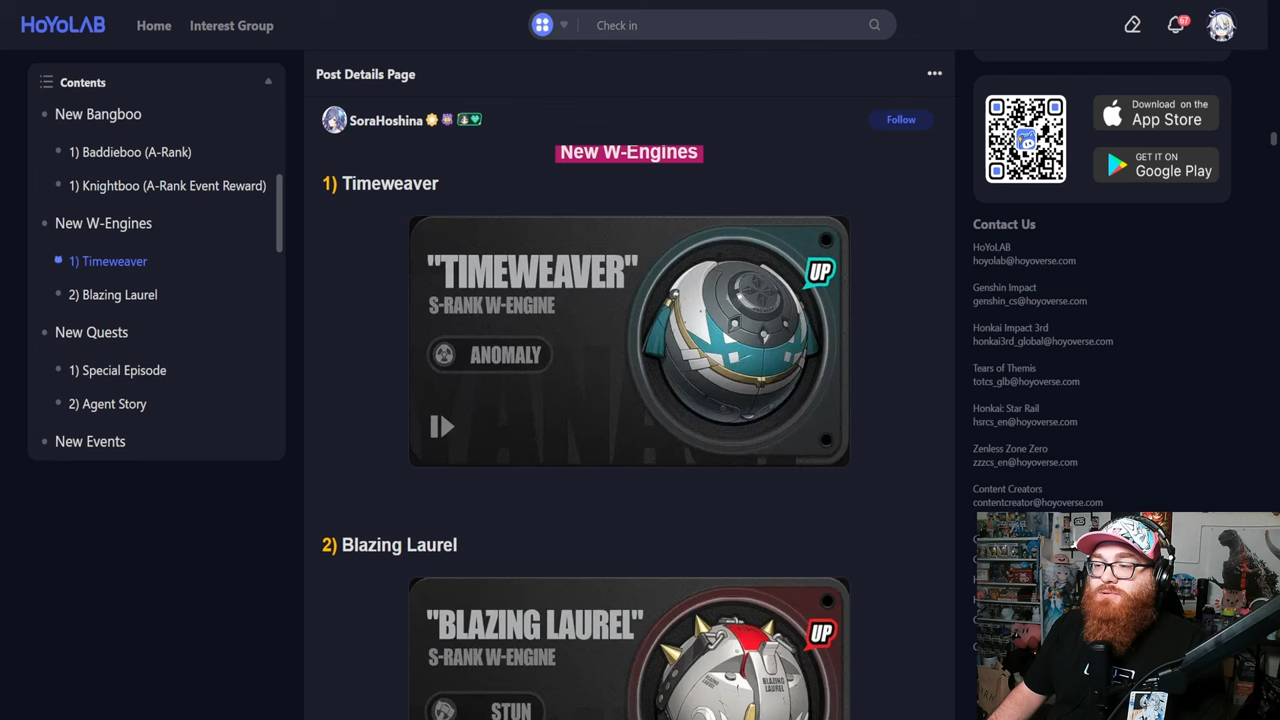 HoYoLAB
Home
Interest Group
Check in
67
Contents
New Bangboo
1) Baddieboo (A-Rank)
1) Knightboo (A-Rank Event Reward)
New W-Engines
1) Timeweaver
2) Blazing Laurel
New Quests
1) Special Episode
2) Agent Story
New Events
Post Details Page
SoraHoshina
Follow
New W-Engines
1) Timeweaver
"TIMEWEAVER"
S-RANK W-ENGINE
ANOMALY
UP
2) Blazing Laurel
"BLAZING LAUREL"
S-RANK W-ENGINE
STUN
UP
BLAZING
LAUREL
Download on the
App Store
GET IT ON
Google Play
Contact Us
HoYoLAB
hoyolab@hoyoverse.com
Genshin Impact
genshin_cs@hoyoverse.com
Honkai Impact 3rd
honkai3rd_global@hoyoverse.com
Tears of Themis
totcs_glb@hoyoverse.com
Honkai: Star Rail
hsrcs_en@hoyoverse.com
Zenless Zone Zero
zzzcs_en@hoyoverse.com
Content Creators
contentcreator@hoyoverse.com